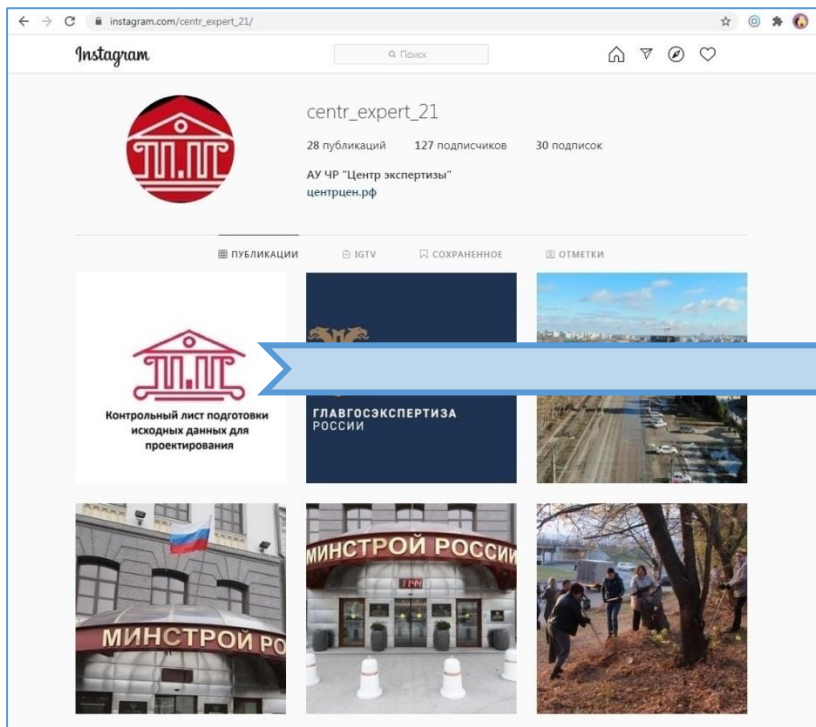 instagram.com/centr_expert_21/
Instagram
Поиск
centr_expert_21
28 публикаций 127 подписчиков 30 подписок
АУ ЧР "Центр экспертизы"
центрцен.рф
ПУБЛИКАЦИИ IGTV СОХРАНЕННОЕ ОТМЕТКИ
Контрольный лист подготовки
исходных данных для
проектирования
ГЛАВГОСЭКСПЕРТИЗА
РОССИИ
МИНСТРОЙ РО
МИНСТРОЙ РОССИИ
1144